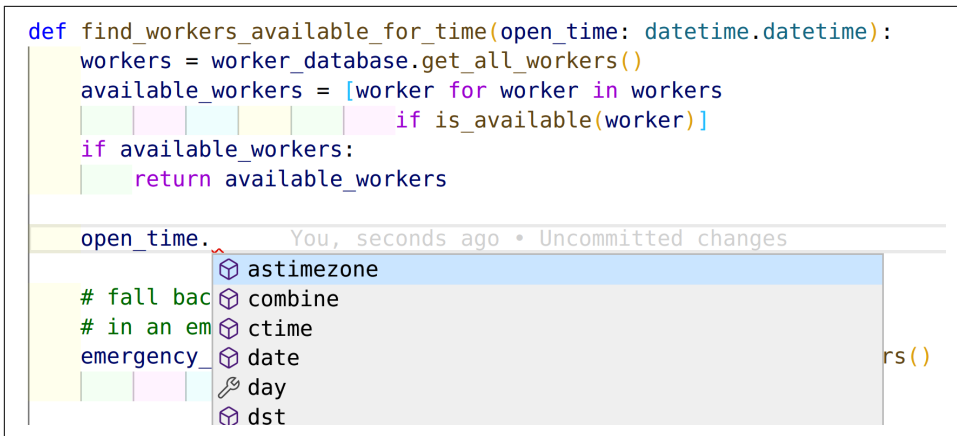 def find_workers_available_for_time(open_time: datetime.datetime):
workers = worker_database.get_all_workers()
available_workers = [worker for worker in workers
if is_available(worker)]
if available_workers:
return available_workers
open_time. You, seconds ago • Uncommitted changes
astimezone
# fall bac combine
# in an em ctime
emergency_ date rs()
day
dst